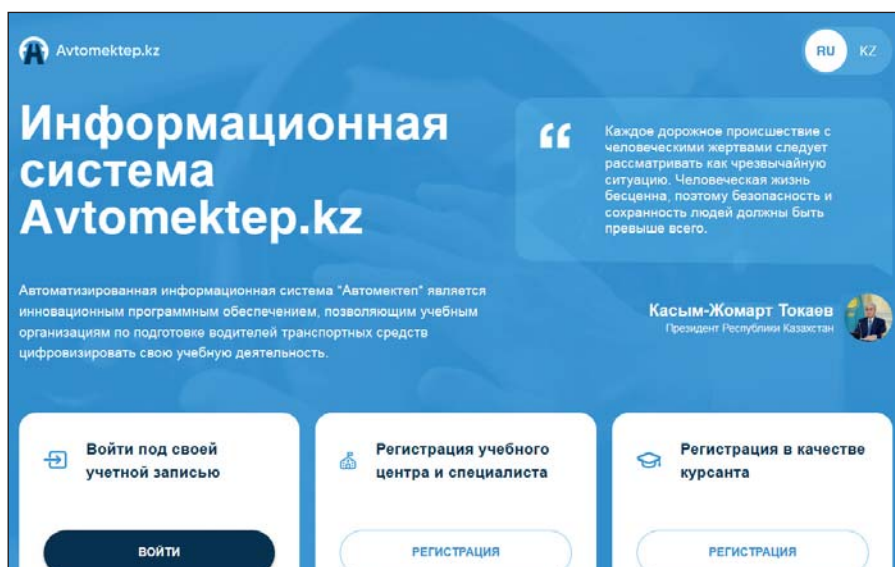 Avtomektep.kz
RU KZ
Информационная
система
Avtomektep.kz
“
Каждое дорожное происшествие с
человеческими жертвами следует
рассматривать как чрезвычайную
ситуацию. Человеческая жизнь
бесценна, поэтому безопасность и
сохранность людей должны быть
превыше всего.
Автоматизированная информационная система "Автомектеп" является
инновационным программным обеспечением, позволяющим учебным
организациям по подготовке водителей транспортных средств
цифровизировать свою учебную деятельность.
Касым-Жомарт Токаев
Президент Республики Казахстан
Войти под своей
учетной записью
ВОЙТИ
Регистрация учебного
центра и специалиста
РЕГИСТРАЦИЯ
Регистрация в качестве
курсанта
РЕГИСТРАЦИЯ